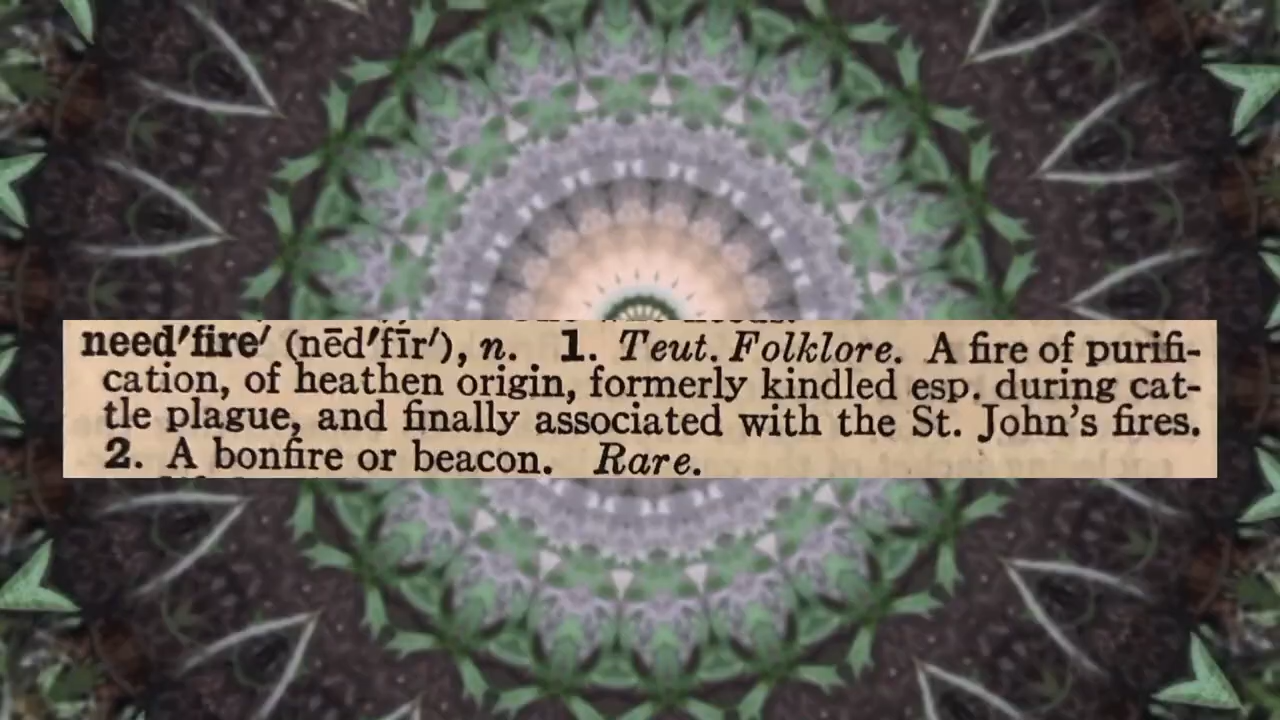 need′fire′ (nēd′fīr′), n. 1. Teut. Folklore. A fire of purifi-
cation, of heathen origin, formerly kindled esp. during cat-
tle plague, and finally associated with the St. John's fires.
2. A bonfire or beacon. Rare.